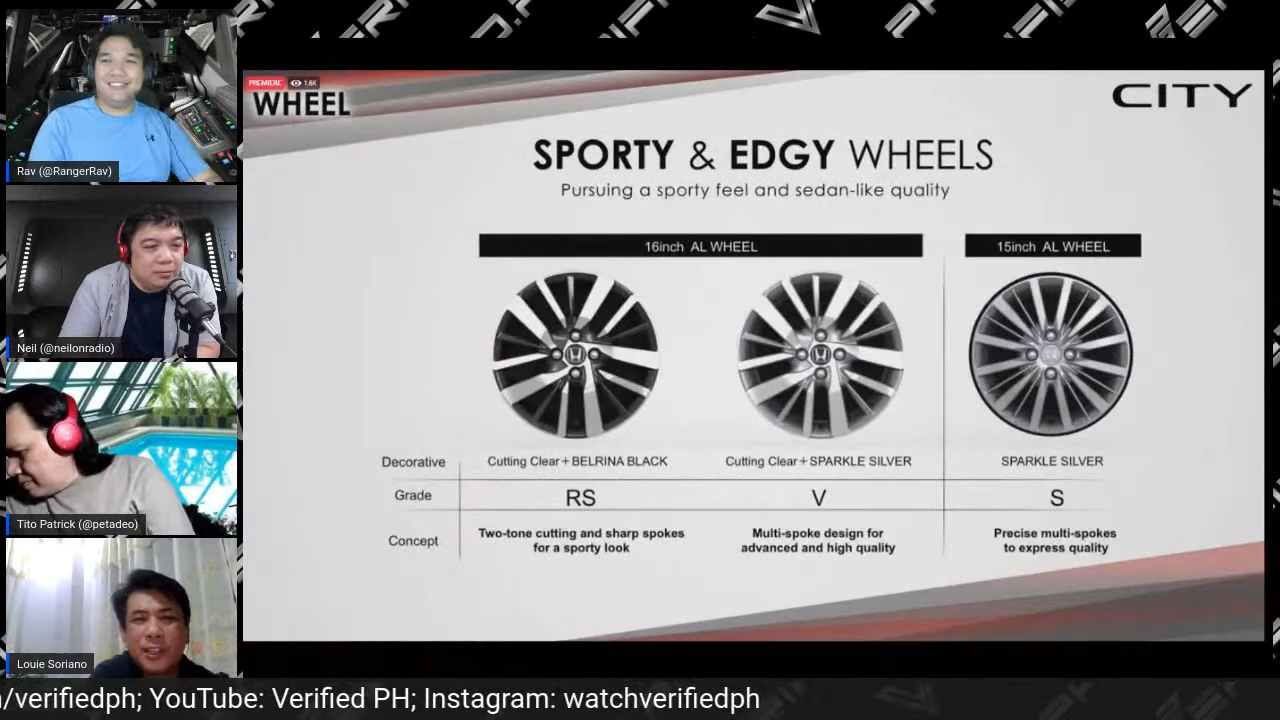 Rav (@RangerRav)
Neil (@neilonradio)
Tito Patrick (@petadeo)
Louie Soriano
PREMIERE 1.6K
WHEEL
CITY
SPORTY & EDGY WHEELS
Pursuing a sporty feel and sedan-like quality
16inch AL WHEEL
15inch AL WHEEL
Decorative Cutting Clear+BELRINA BLACK Cutting Clear+SPARKLE SILVER SPARKLE SILVER
Grade RS V S
Concept
Two-tone cutting and sharp spokes
for a sporty look
Multi-spoke design for
advanced and high quality
Precise multi-spokes
to express quality
/verifiedph; YouTube: Verified PH; Instagram: watchverifiedph